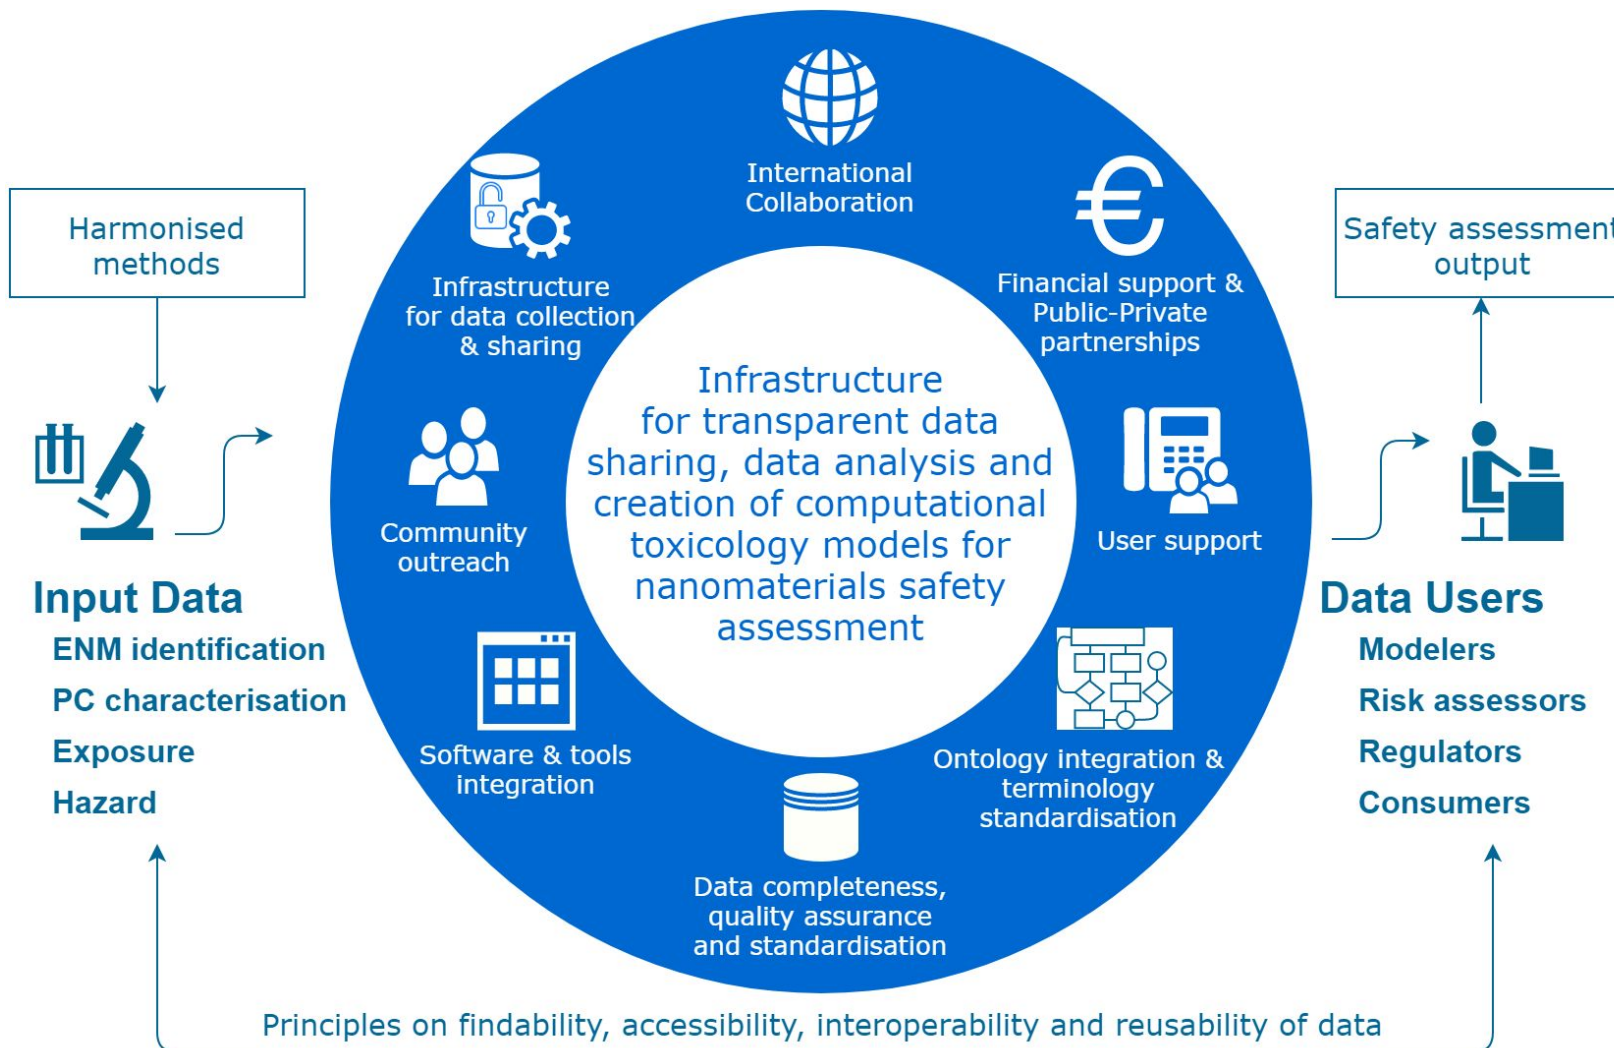 International
Collaboration
Harmonised
methods
Infrastructure
for data collection
& sharing
Financial support &
Public-Private
partnerships
Safety assessment
output
Infrastructure
for transparent data
sharing, data analysis and
creation of computational
toxicology models for
nanomaterials safety
assessment
Community
outreach
User support
Input Data
ENM identification
PC characterisation
Exposure
Hazard
Software & tools
integration
Ontology integration &
terminology
standardisation
Data completeness,
quality assurance
and standardisation
Data Users
Modelers
Risk assessors
Regulators
Consumers
Principles on findability, accessibility, interoperability and reusability of data